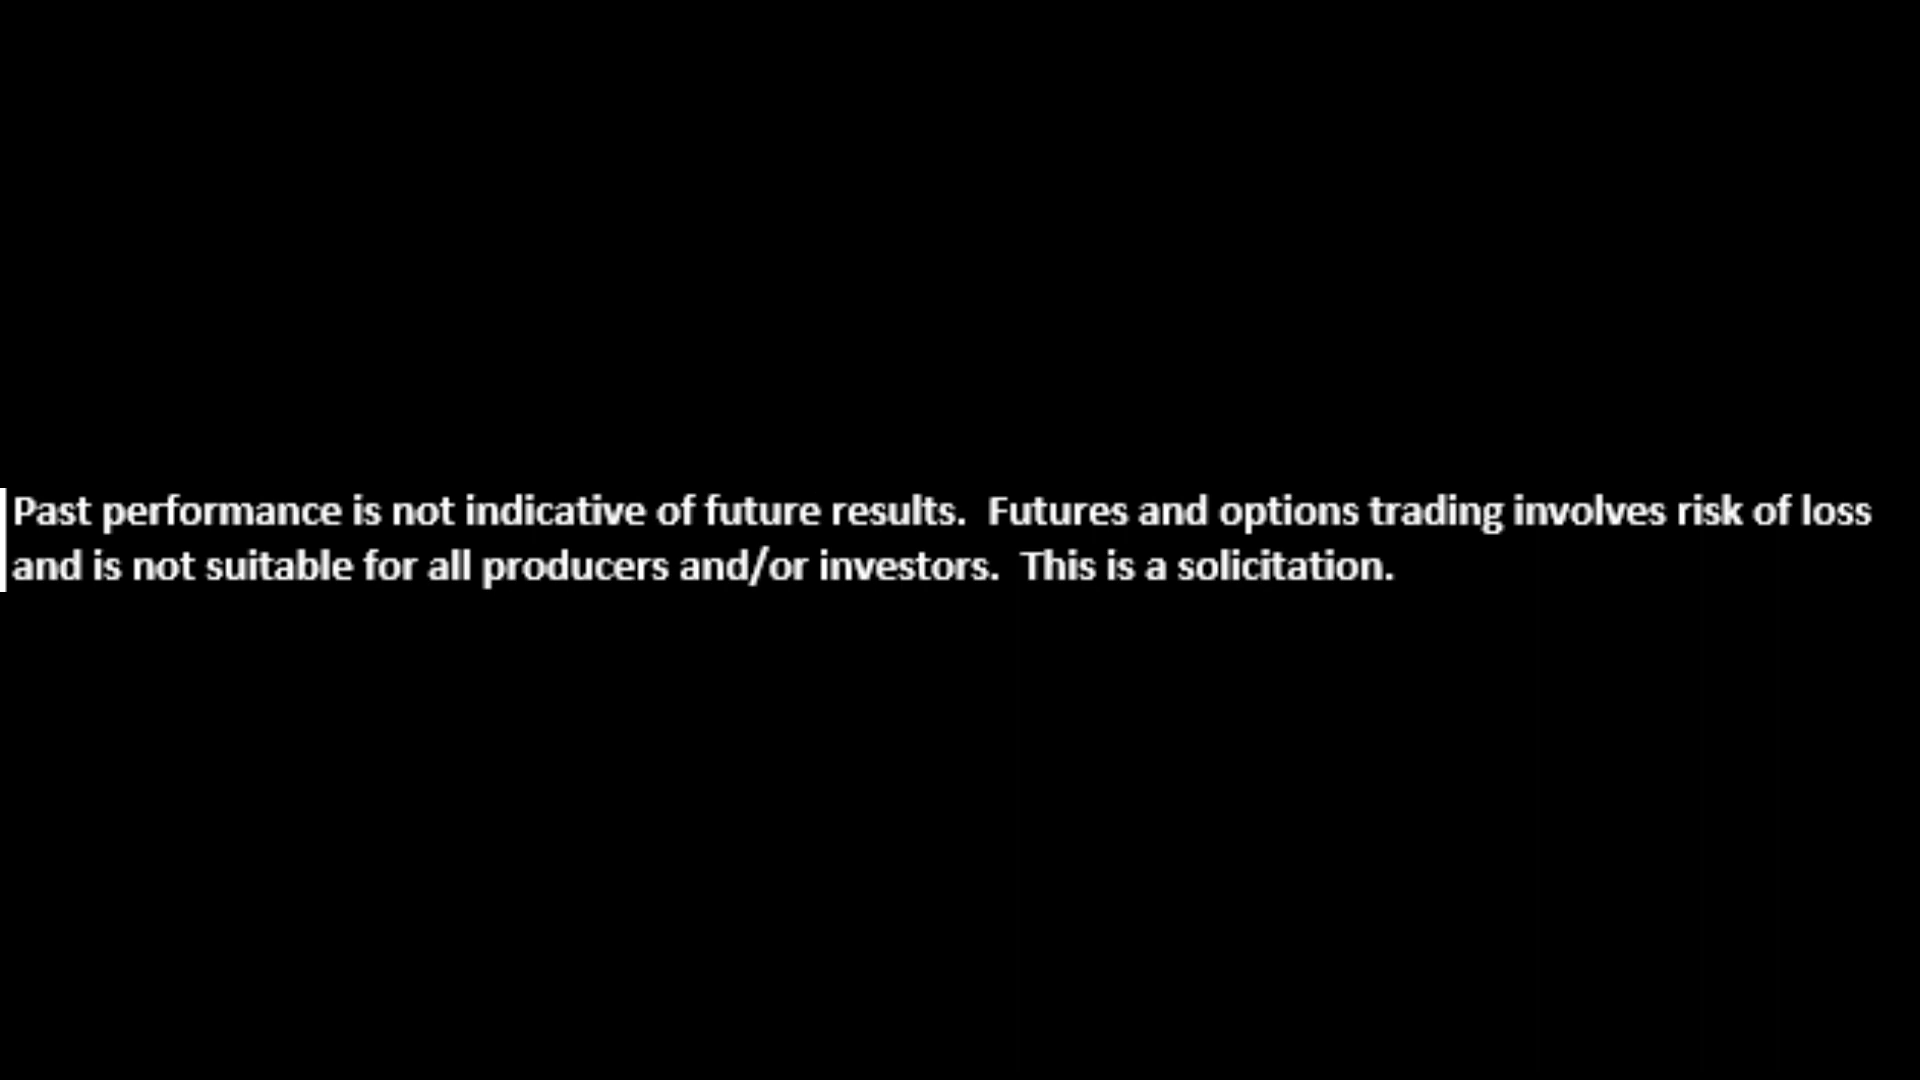 Past performance is not indicative of future results.  Futures and options trading involves risk of loss
and is not suitable for all producers and/or investors.  This is a solicitation.